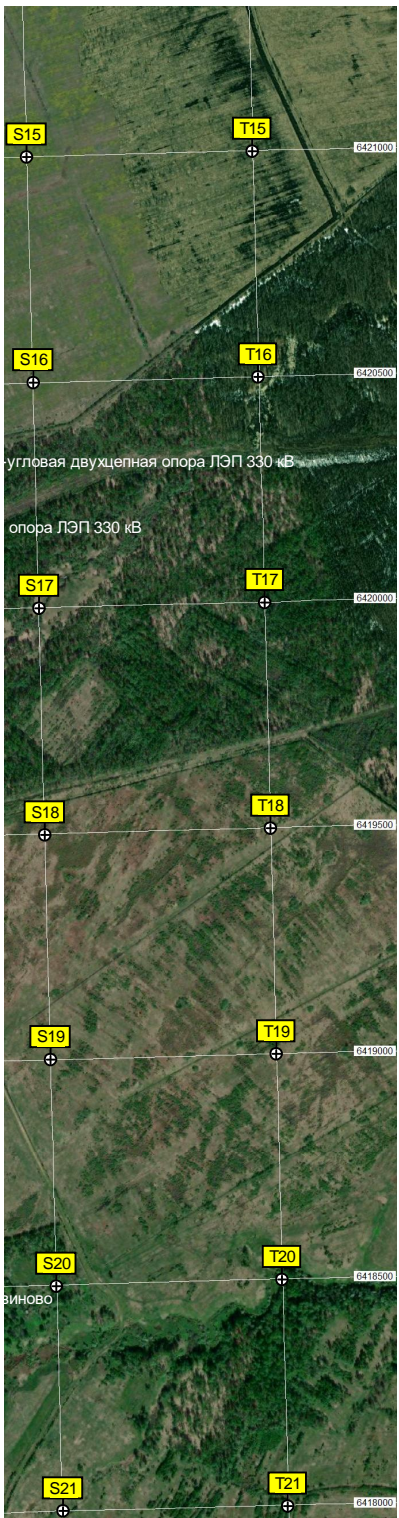 S15
T15
6421000
S16
T16
6420500
-угловая двухцепная опора ЛЭП 330 кВ
опора ЛЭП 330 кВ
S17
T17
6420000
S18
T18
6419500
S19
T19
6419000
S20
T20
6418500
виново
S21
T21
6418000